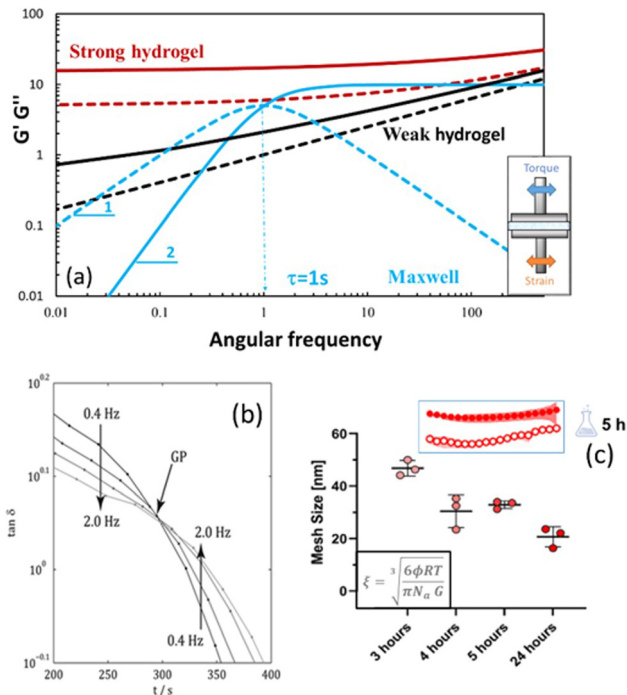 100
Strong hydrogel
10
G' G"
Weak hydrogel
1
1
0.1
2
Torque
Strain
(a)
τ=1s
Maxwell
0.01
0.01 0.1 1 10 100
Angular frequency
10^0.2
(b)
0.4 Hz
GP
10^0.1
2.0 Hz
2.0 Hz
tan δ
10^0
0.4 Hz
10^-0.1
200 250 300 350 400
t / s
5 h
(c)
60
40
20
0
Mesh Size [nm]
ξ = ∛(6ϕRT / πNₐ G)
3 hours
4 hours
5 hours
24 hours